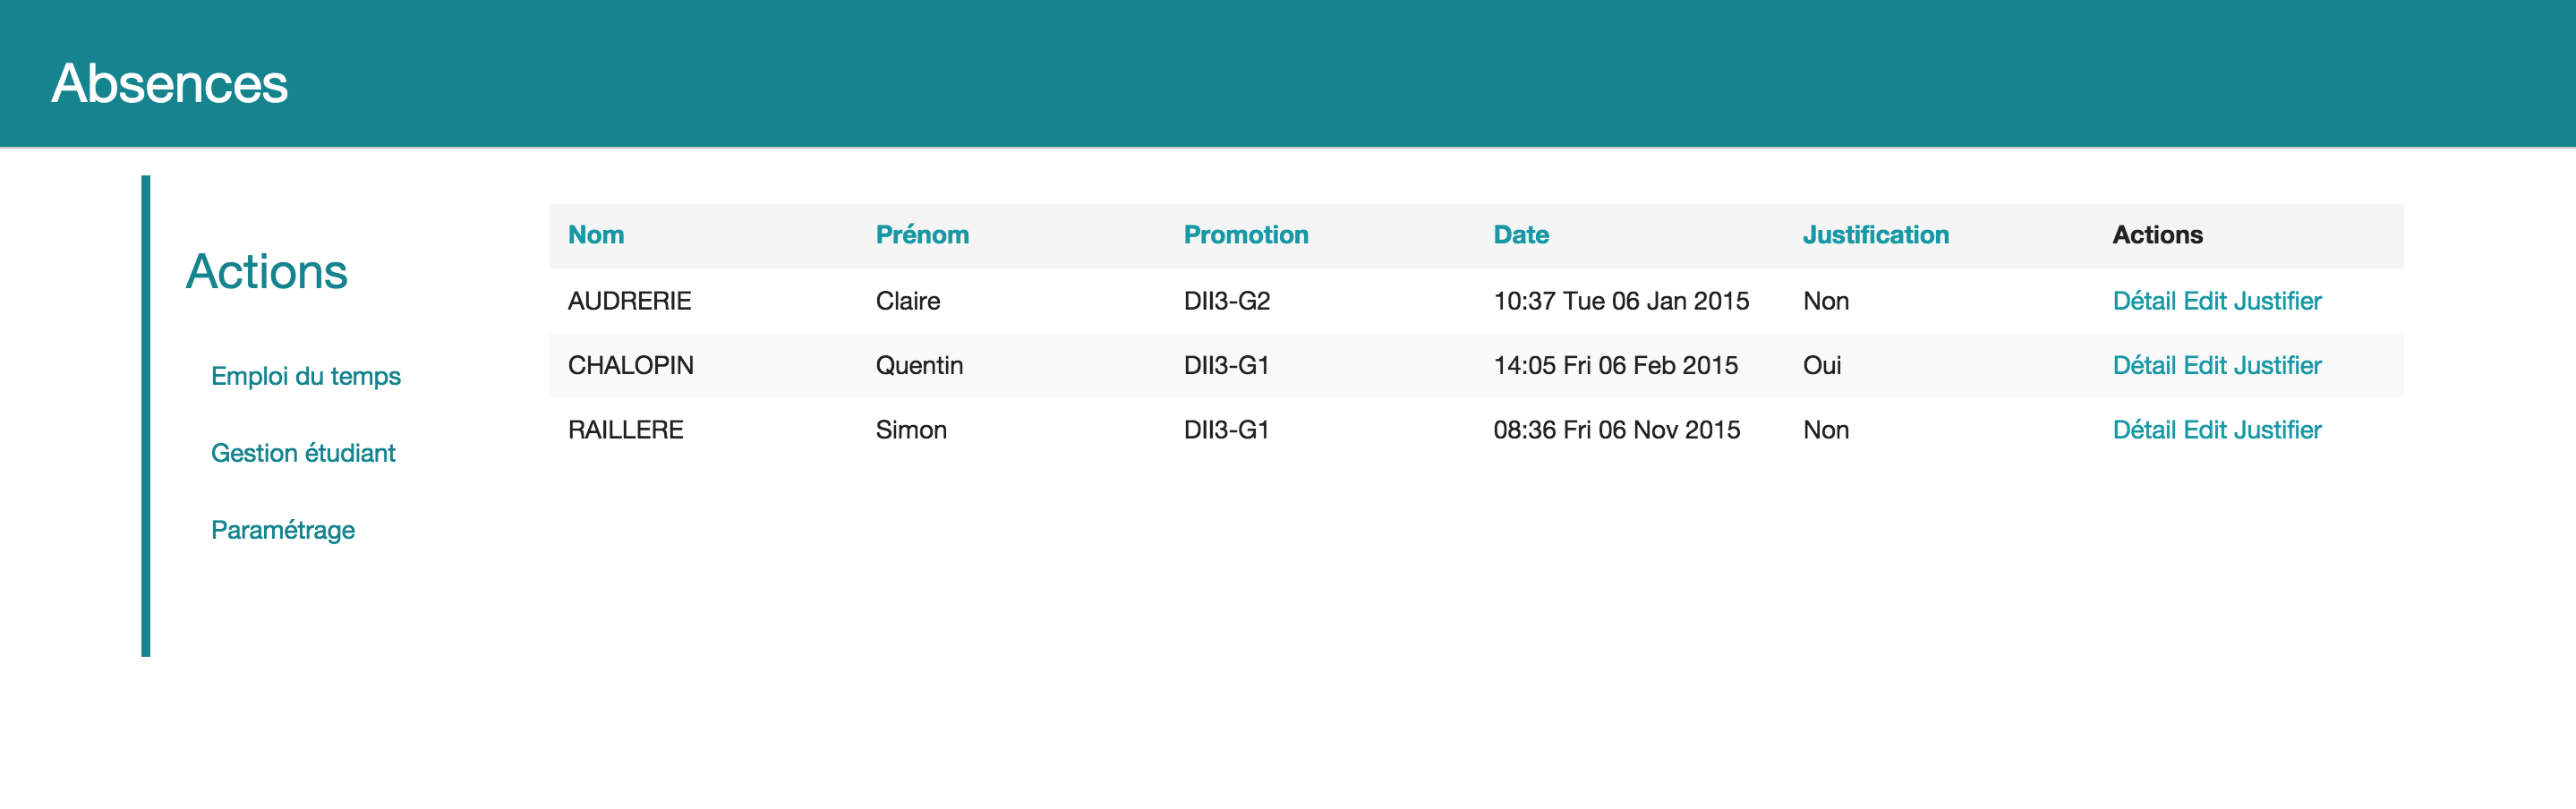 Absences
Actions
Emploi du temps
Gestion étudiant
Paramétrage
Nom Prénom Promotion Date Justification Actions
AUDRERIE Claire DII3-G2 10:37 Tue 06 Jan 2015 Non Détail Edit Justifier
CHALOPIN Quentin DII3-G1 14:05 Fri 06 Feb 2015 Oui Détail Edit Justifier
RAILLERE Simon DII3-G1 08:36 Fri 06 Nov 2015 Non Détail Edit Justifier